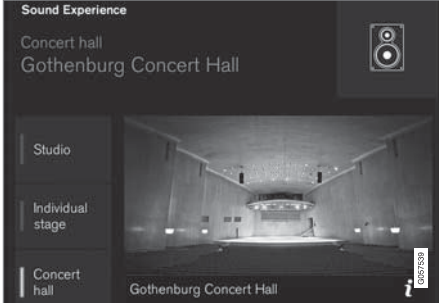 Sound Experience
Concert hall
Gothenburg Concert Hall
Studio
Individual
stage
Concert
hall
Gothenburg Concert Hall
i
G057539